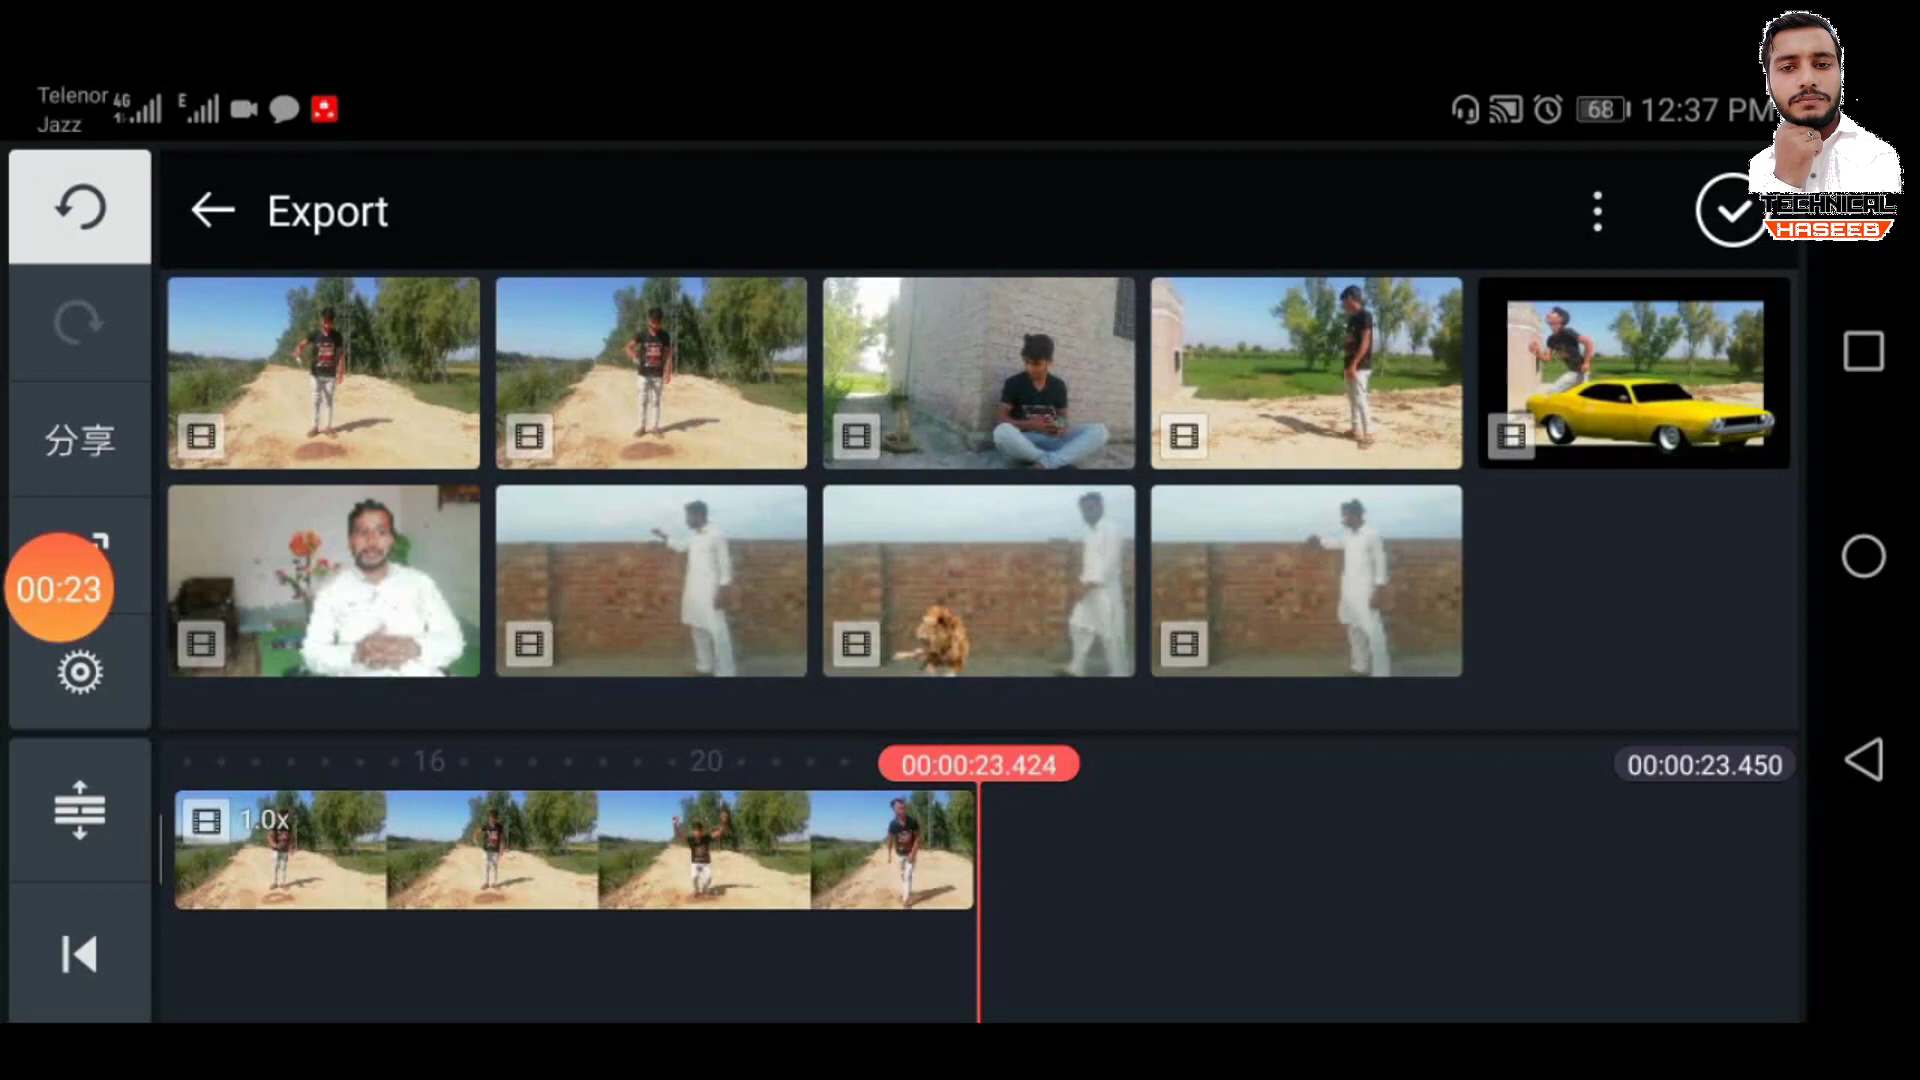 Telenor 4G E
Jazz
68 12:37 PM
Export
TECHNICAL
HASEEB
分享
00:23
16 20 00:00:23.424 00:00:23.450
1.0x